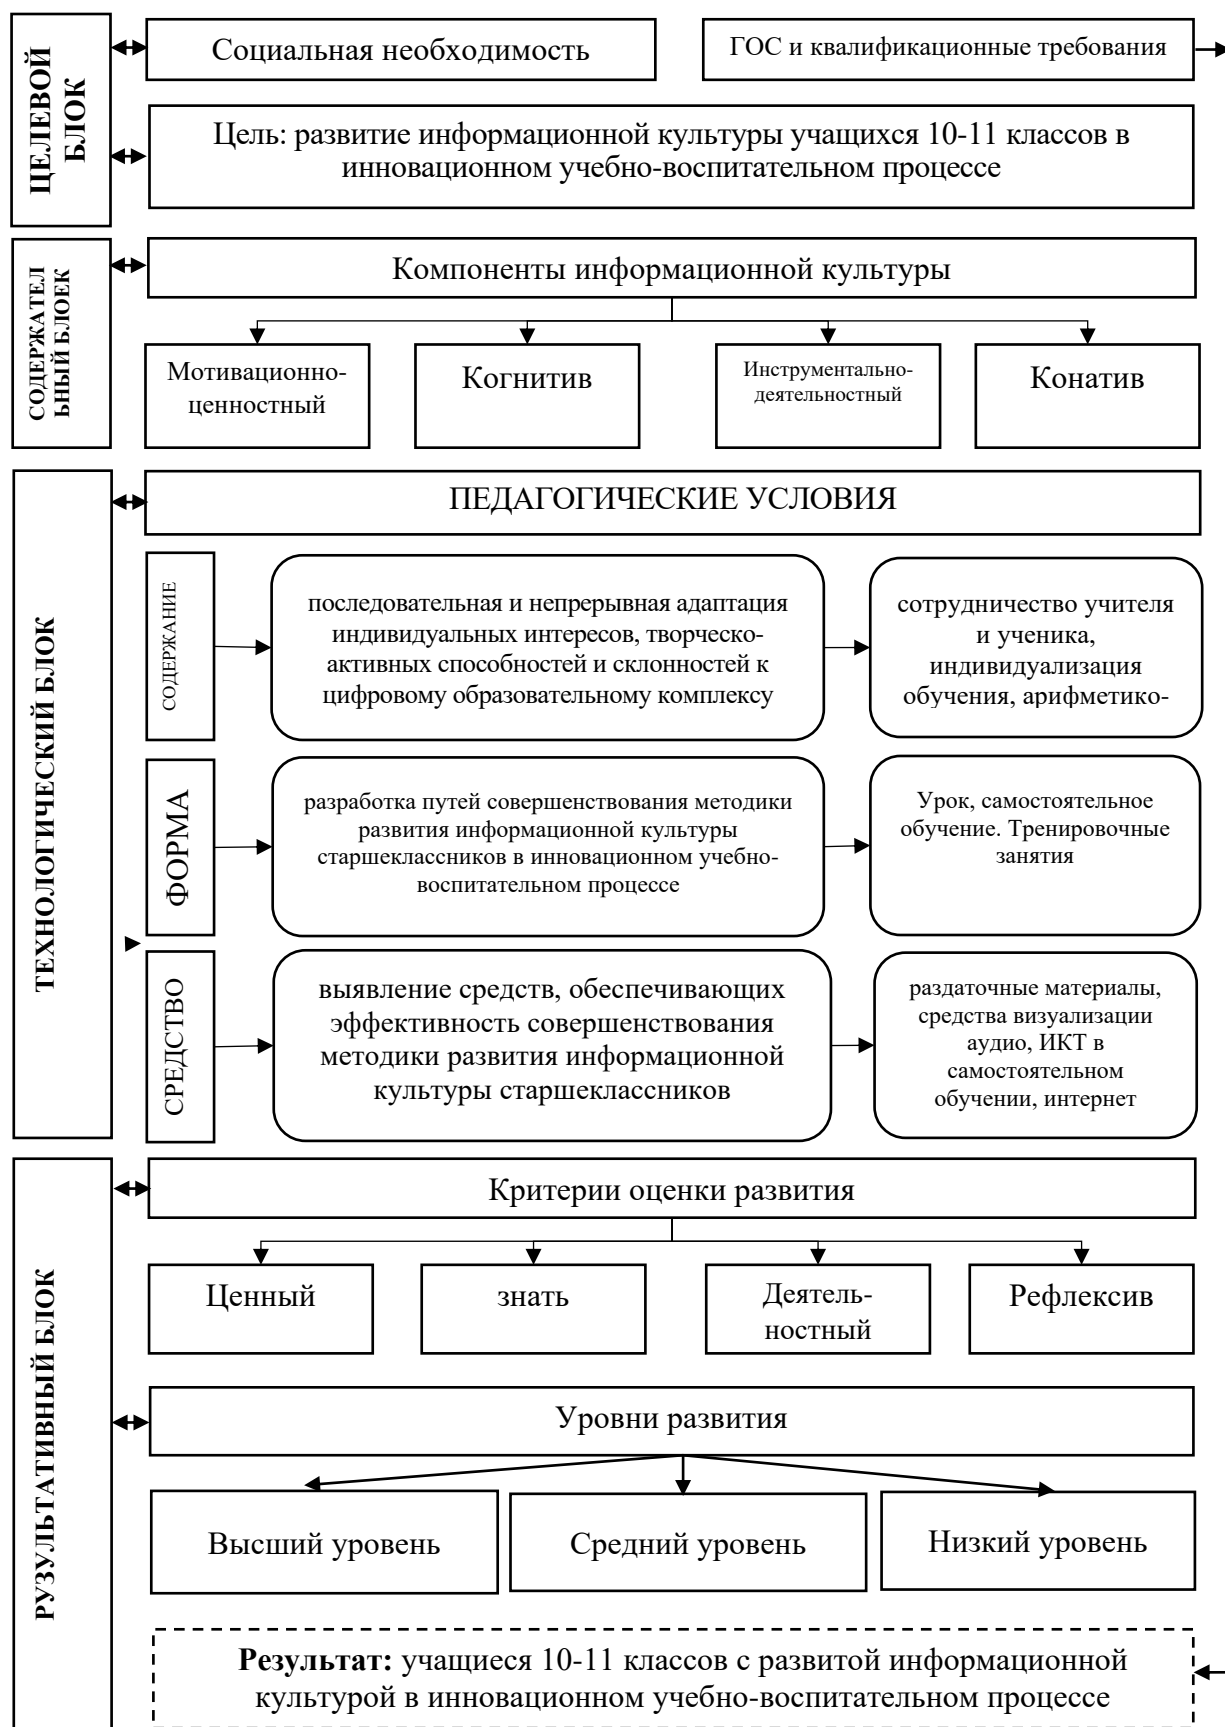 ЦЕЛЕВОЙ
БЛОК
Социальная необходимость
ГОС и квалификационные требования
Цель: развитие информационной культуры учащихся 10-11 классов в
инновационном учебно-воспитательном процессе
СОДЕРЖАТЕЛ
ЬНЫЙ БЛОЕК
Компоненты информационной культуры
Мотивационно-
ценностный
Когнитив
Инструментально-
деятельностный
Конатив
ТЕХНОЛОГИЧЕСКИЙ БЛОК
ПЕДАГОГИЧЕСКИЕ УСЛОВИЯ
СОДЕРЖАНИЕ
последовательная и непрерывная адаптация
индивидуальных интересов, творческо-
активных способностей и склонностей к
цифровому образовательному комплексу
сотрудничество учителя
и ученика,
индивидуализация
обучения, арифметико-
ФОРМА
разработка путей совершенствования методики
развития информационной культуры
старшеклассников в инновационном учебно-
воспитательном процессе
Урок, самостоятельное
обучение. Тренировочные
занятия
СРЕДСТВО
выявление средств, обеспечивающих
эффективность совершенствования
методики развития информационной
культуры старшеклассников
раздаточные материалы,
средства визуализации
аудио, ИКТ в
самостоятельном
обучении, интернет
РУЗУЛЬТАТИВНЫЙ БЛОК
Критерии оценки развития
Ценный
знать
Деятель-
ностный
Рефлексив
Уровни развития
Высший уровень
Средний уровень
Низкий уровень
Результат: учащиеся 10-11 классов с развитой информационной
культурой в инновационном учебно-воспитательном процессе